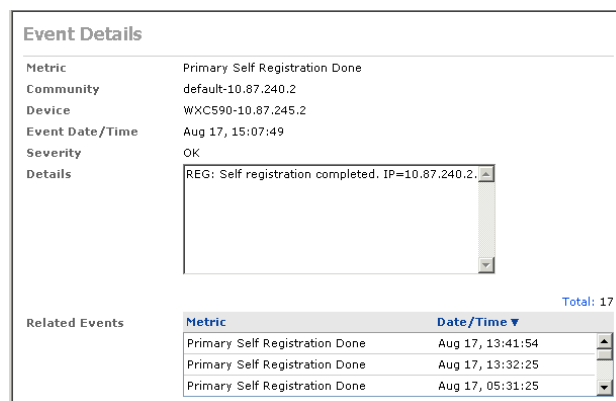 Event Details
Metric Primary Self Registration Done
Community default-10.87.240.2
Device WXC590-10.87.245.2
Event Date/Time Aug 17, 15:07:49
Severity OK
Details REG: Self registration completed. IP=10.87.240.2.
Total: 17
Related Events Metric Date/Time
Primary Self Registration Done Aug 17, 13:41:54
Primary Self Registration Done Aug 17, 13:32:25
Primary Self Registration Done Aug 17, 05:31:25